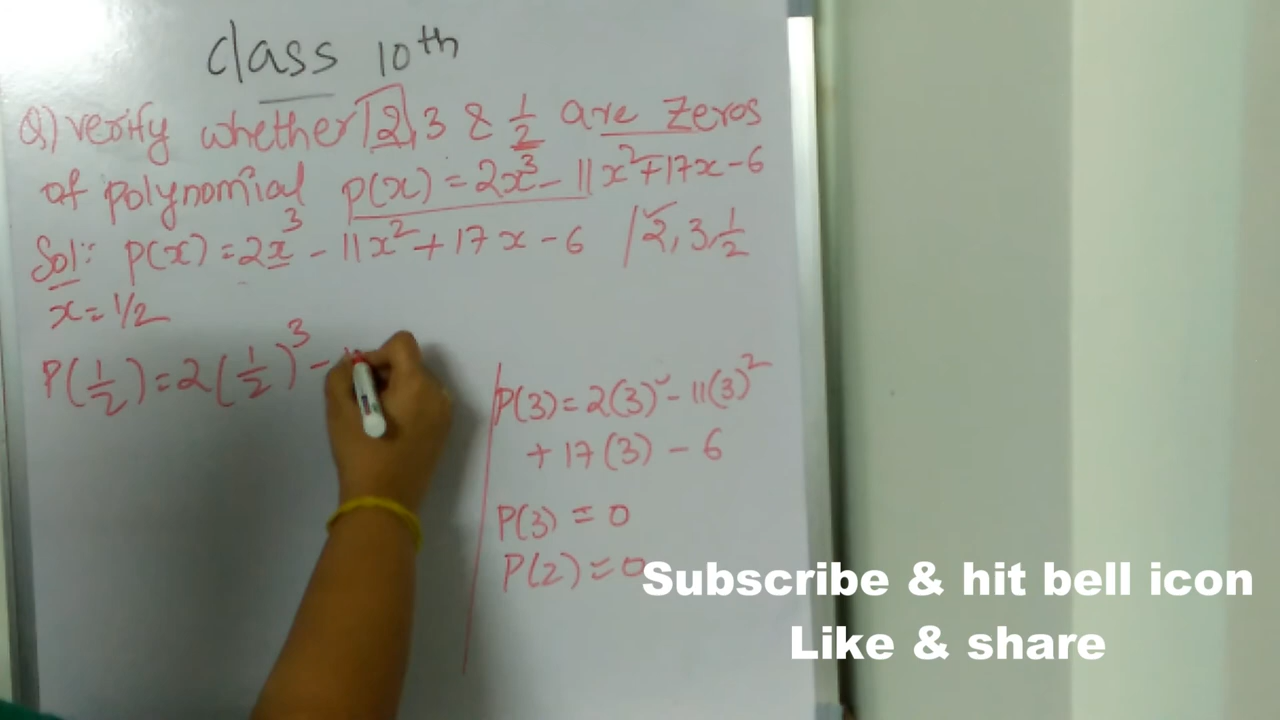 class 10th
Q) verify whether 2, 3 & 1/2 are zeros
of polynomial p(x) = 2x³ - 11x² + 17x - 6
Sol: p(x) = 2x³ - 11x² + 17x - 6 | 2, 3, 1/2
x = 1/2
P(1/2) = 2(1/2)³ -
P(3) = 2(3) - 11(3)²
+ 17(3) - 6
P(3) = 0
P(2) = 0
Subscribe & hit bell icon
Like & share